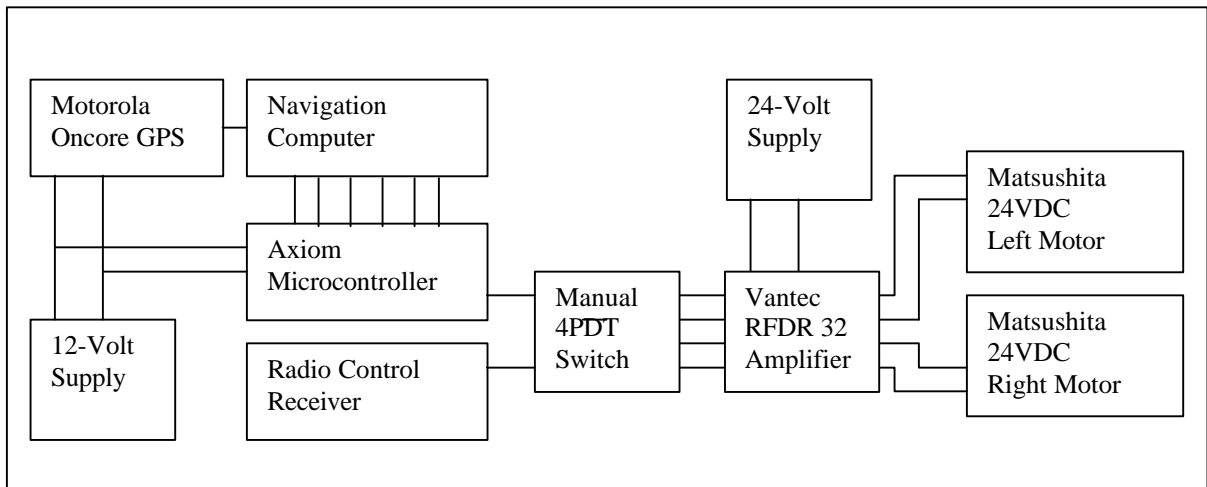 Motorola
Oncore GPS
Navigation
Computer
24-Volt
Supply
Matsushita
24VDC
Left Motor
Axiom
Microcontroller
Manual
4PDT
Switch
Vantec
RFDR 32
Amplifier
12-Volt
Supply
Radio Control
Receiver
Matsushita
24VDC
Right Motor